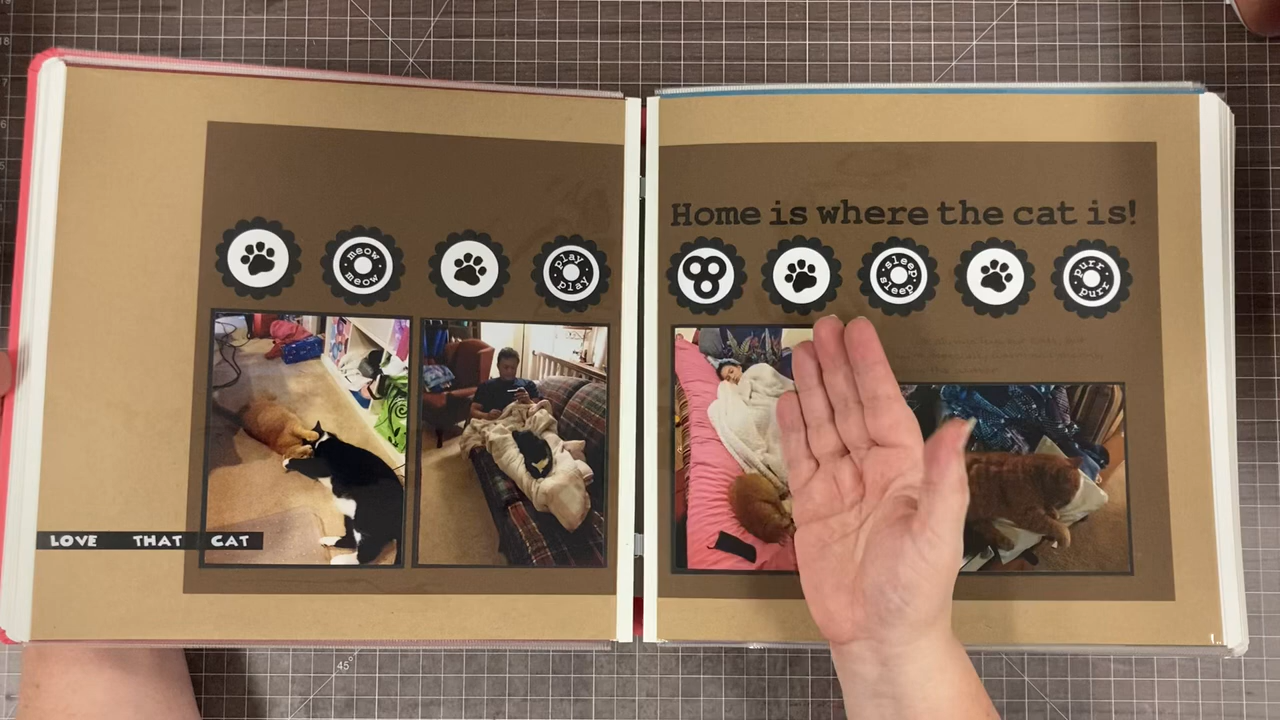 Home is where the cat is!
meow meow
play play
sleep sleep
purr purr
LOVE THAT CAT
45°